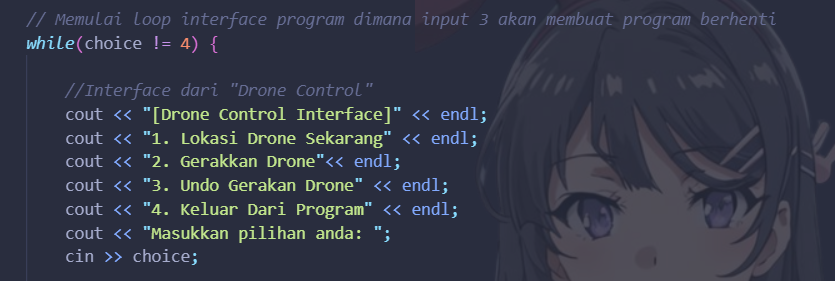 // Memulai loop interface program dimana input 3 akan membuat program berhenti
while(choice != 4) {
//Interface dari "Drone Control"
cout << "[Drone Control Interface]" << endl;
cout << "1. Lokasi Drone Sekarang" << endl;
cout << "2. Gerakkan Drone"<< endl;
cout << "3. Undo Gerakan Drone" << endl;
cout << "4. Keluar Dari Program" << endl;
cout << "Masukkan pilihan anda: ";
cin >> choice;